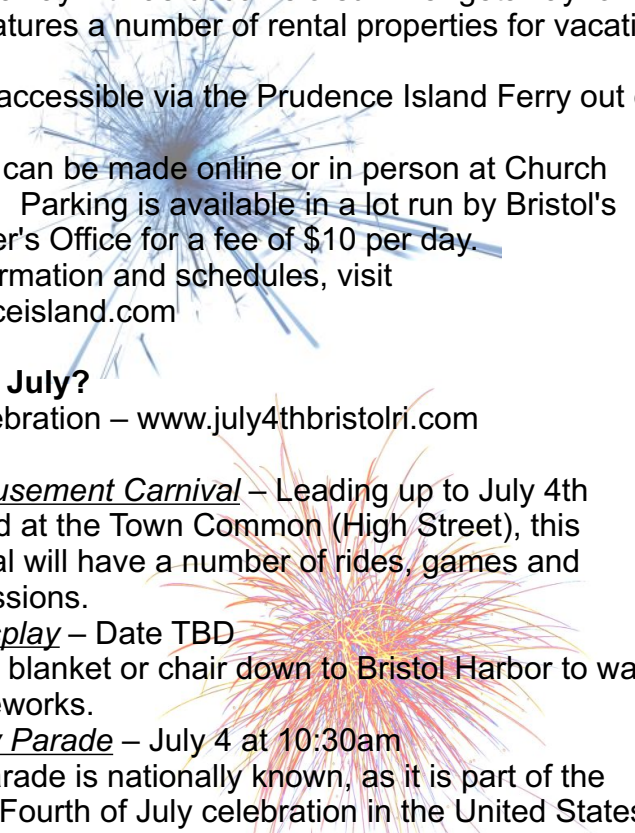 atures a number of rental properties for vacati
accessible via the Prudence Island Ferry out
can be made online or in person at Church
Parking is available in a lot run by Bristol's
er's Office for a fee of $10 per day.
rmation and schedules, visit
ceisland.com
July?
ebration – www.july4thbristolri.com
usement Carnival – Leading up to July 4th
d at the Town Common (High Street), this
al will have a number of rides, games and
ssions.
splay – Date TBD
blanket or chair down to Bristol Harbor to wa
eworks.
y Parade – July 4 at 10:30am
arade is nationally known, as it is part of the
Fourth of July celebration in the United States